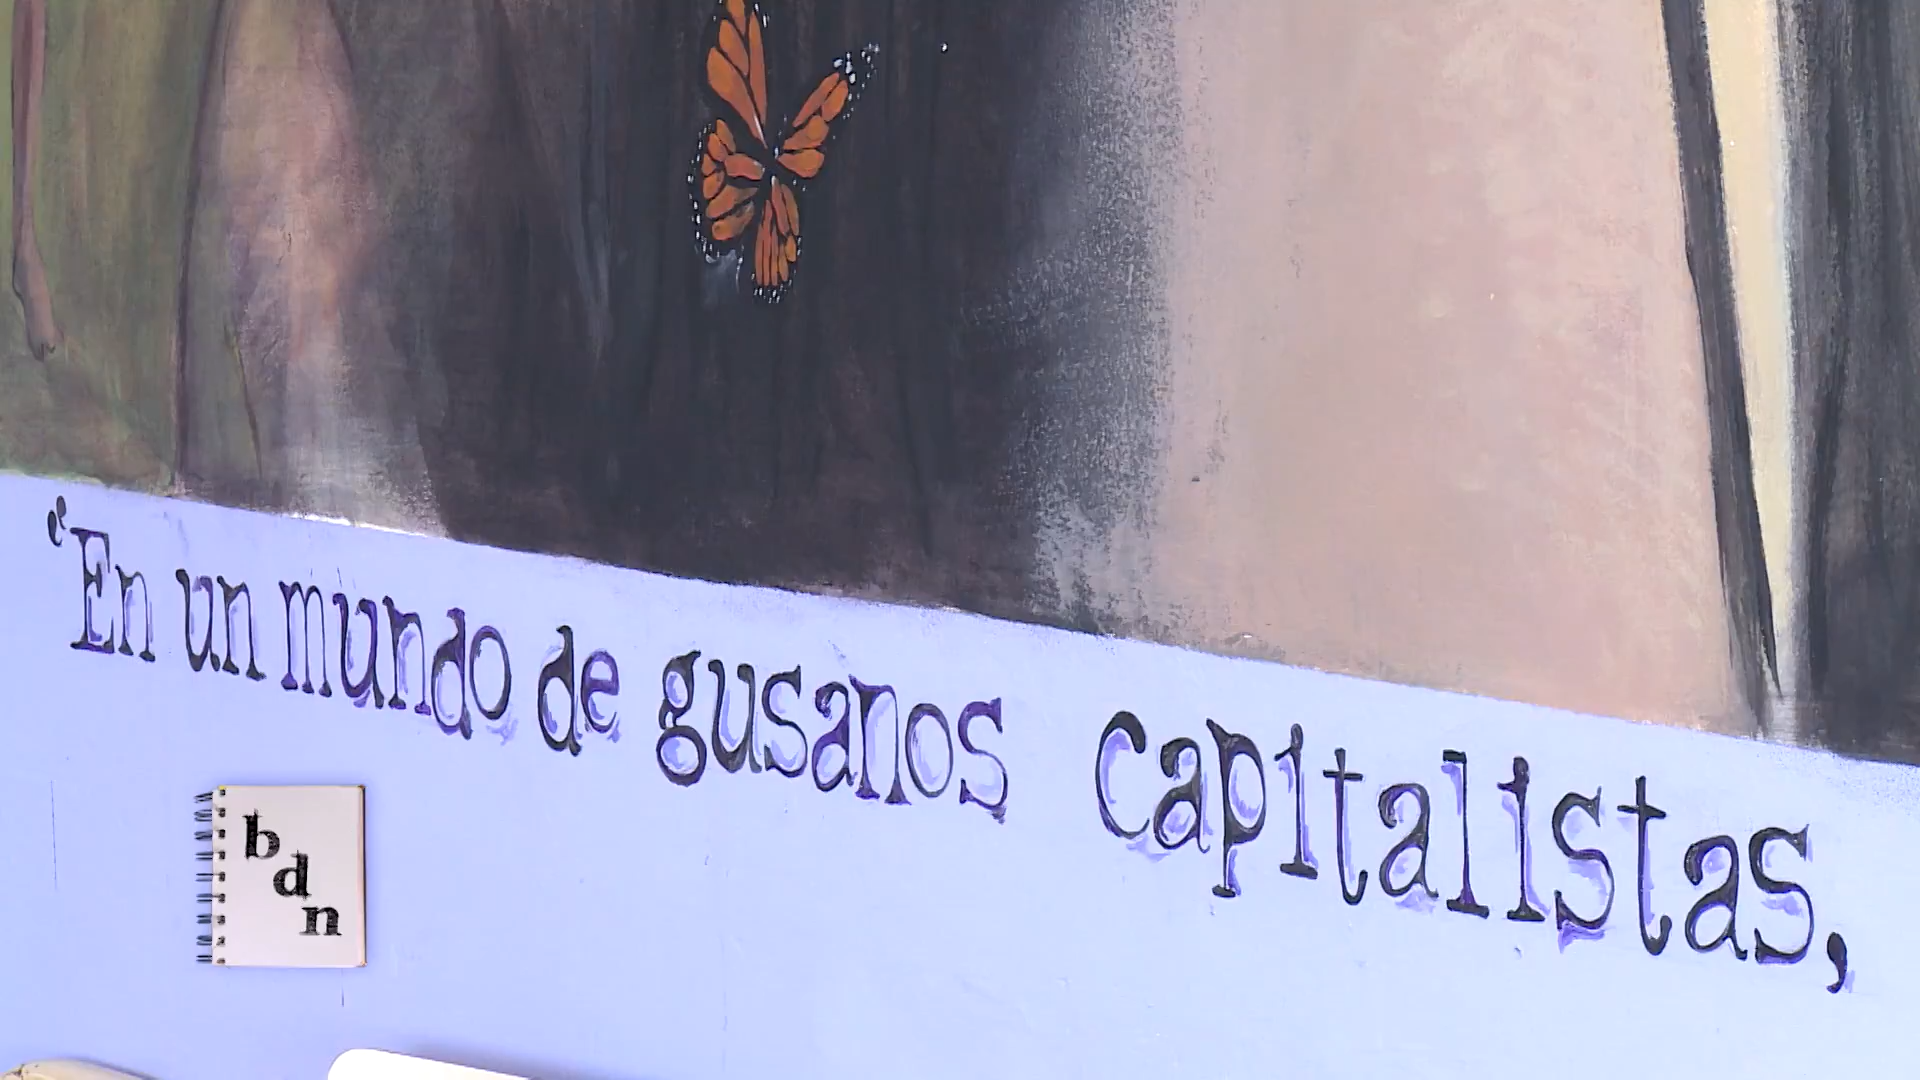 “En un mundo de gusanos capitalistas,
b
d
n